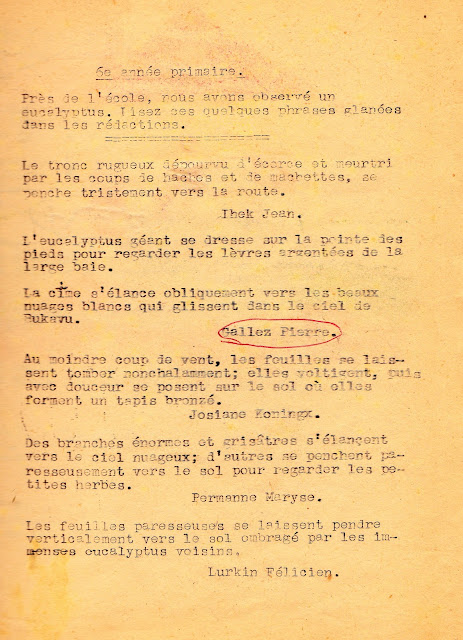 6e année primaire.
Près de l'école, nous avons observé un
eucalyptus. Lisez ces quelques phrases glanées
dans les rédactions.
Le tronc rugueux dépourvu d'écorce et meurtri
par les coups de haches et de machettes, se
penche tristement vers la route.
Ibek Jean.
L'eucalyptus géant se dresse sur la pointe des
pieds pour regarder les lèvres argentées de la
large baie.
La cime s'élance obliquement vers les beaux
nuages blancs qui glissent dans le ciel de
Bukavu.
Gallez Pierre.
Au moindre coup de vent, les feuilles se lais-
sent tomber nonchalamment; elles voltigent, puis
avec douceur se posent sur le sol où elles
forment un tapis bronzé.
Josiane Koningx.
Des branches énormes et grisâtres s'élançent
vers le ciel nuageux; d'autres se penchent pa-
resseusement vers le sol pour regarder les pe-
tites herbes.
Permanne Maryse.
Les feuilles paresseuses se laissent pendre
verticalement vers le sol ombragé par les im-
menses eucalyptus voisins.
Lurkin Félicien.